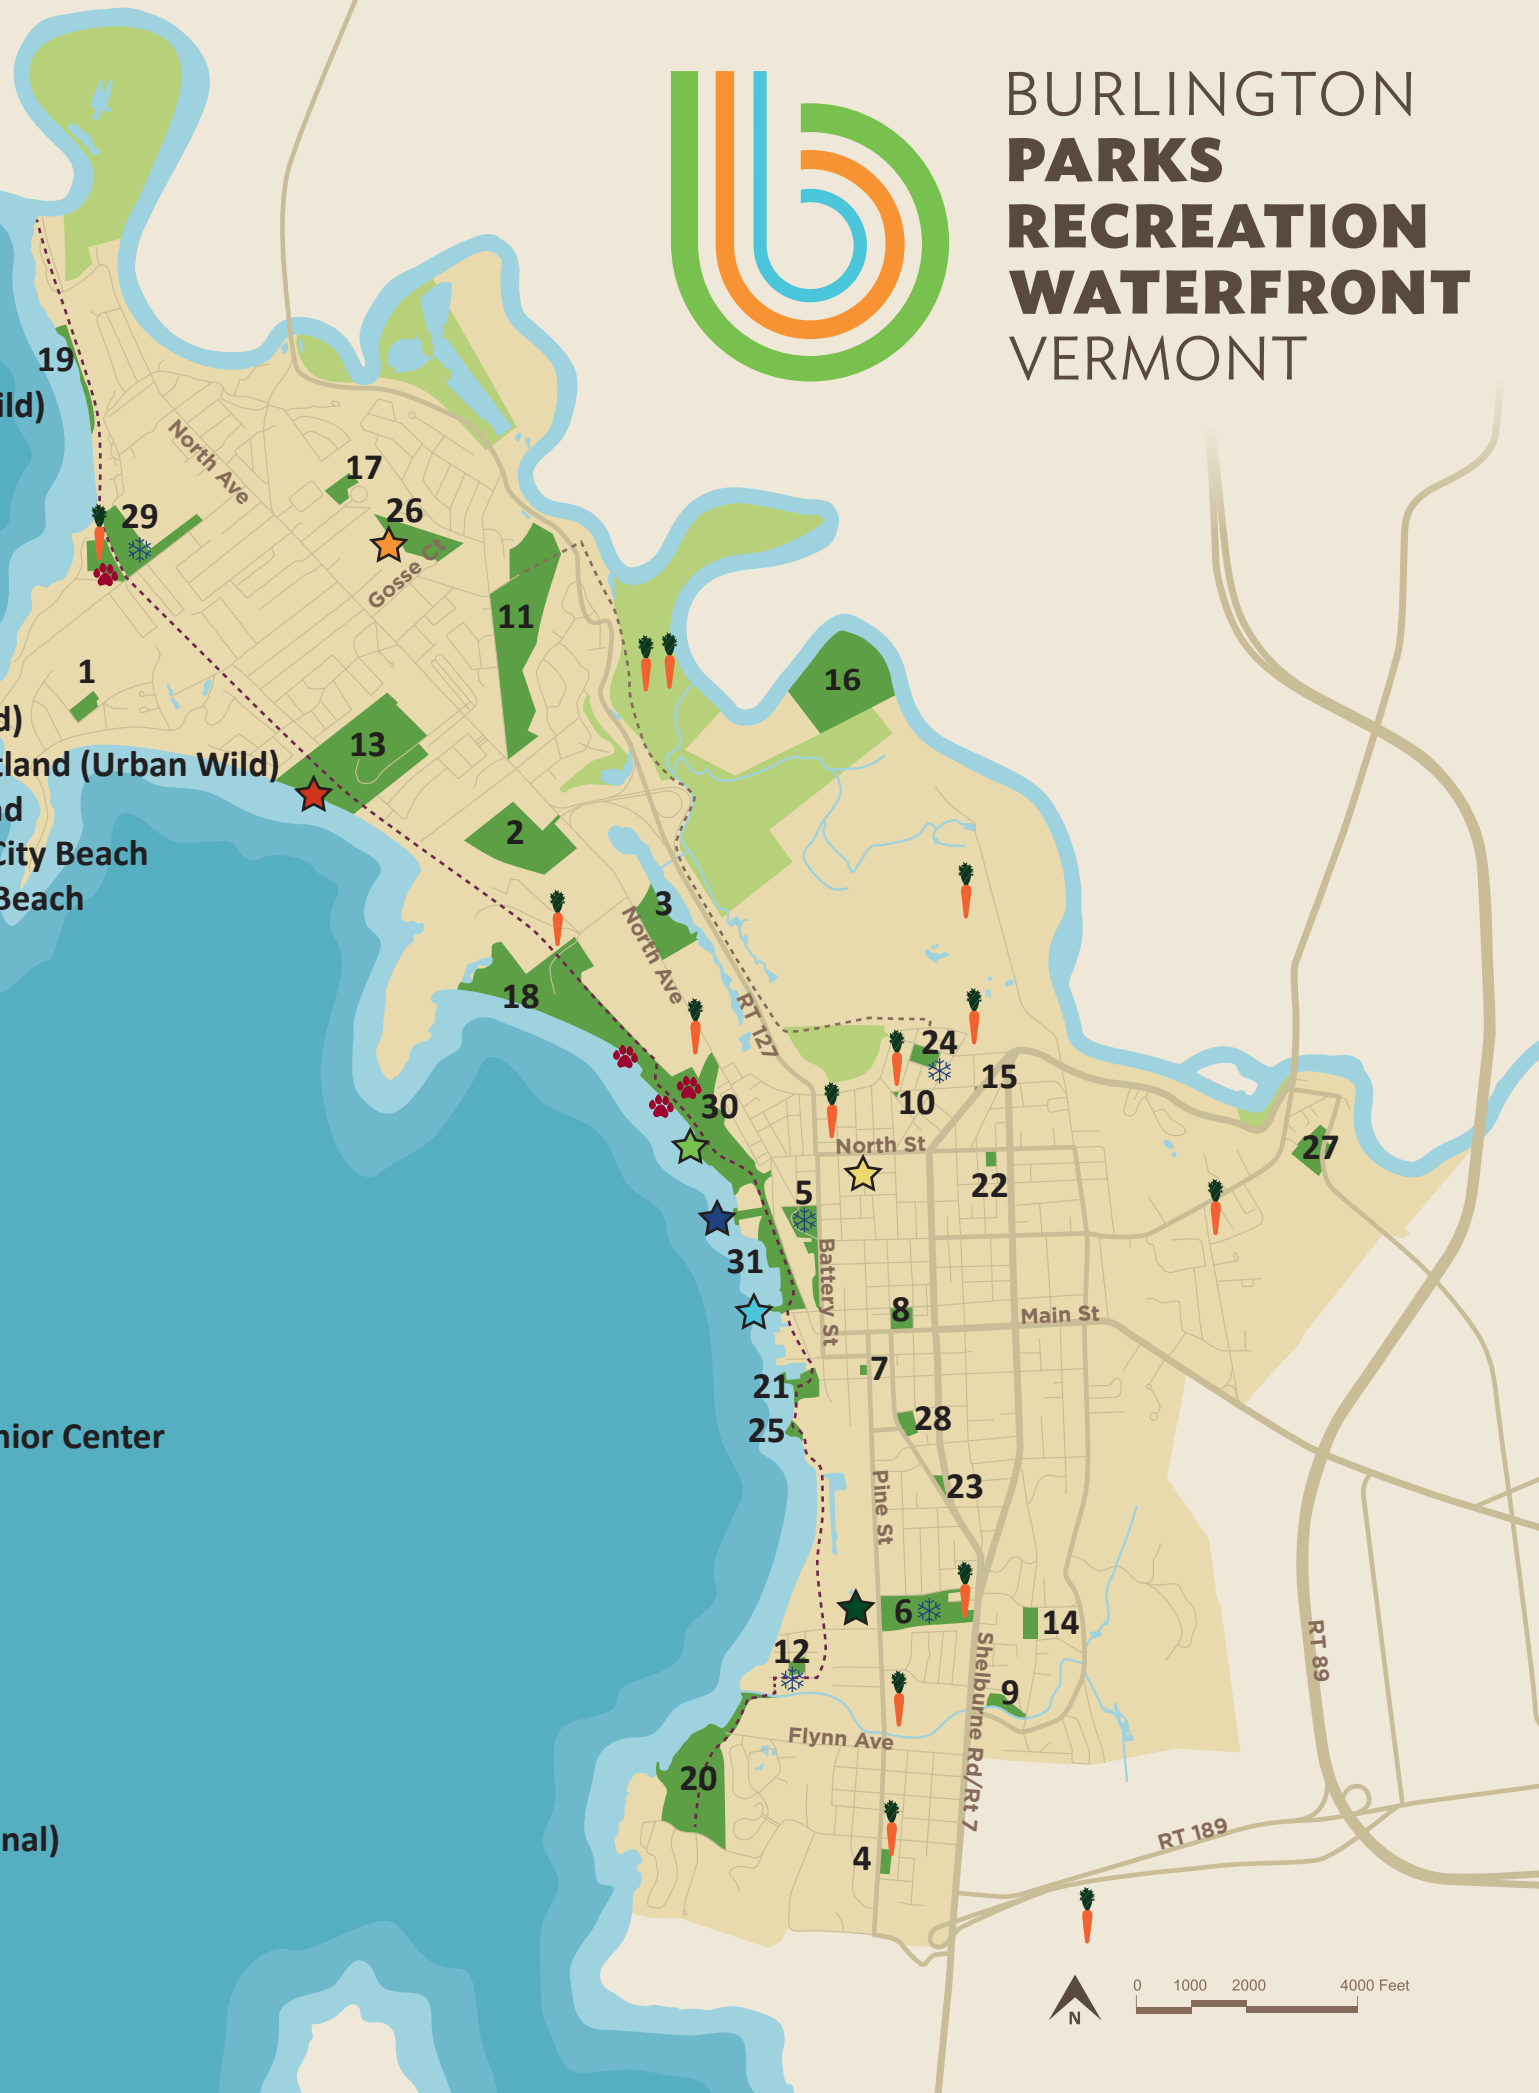 BURLINGTON
PARKS
RECREATION
WATERFRONT
VERMONT
19
ild)
North Ave
17
26
29
Gosse Ct
11
1
16
d)
13
tland (Urban Wild)
nd
2
City Beach
Beach
3
North Ave
18
RT 127
24
15
10
30
North St
27
22
5
31
Battery St
8
Main St
7
21
28
25
nior Center
23
Pine St
6
14
12
Shelburne Rd/Rt 7
RT 89
9
Flynn Ave
20
nal)
RT 189
4
N
0 1000 2000 4000 Feet